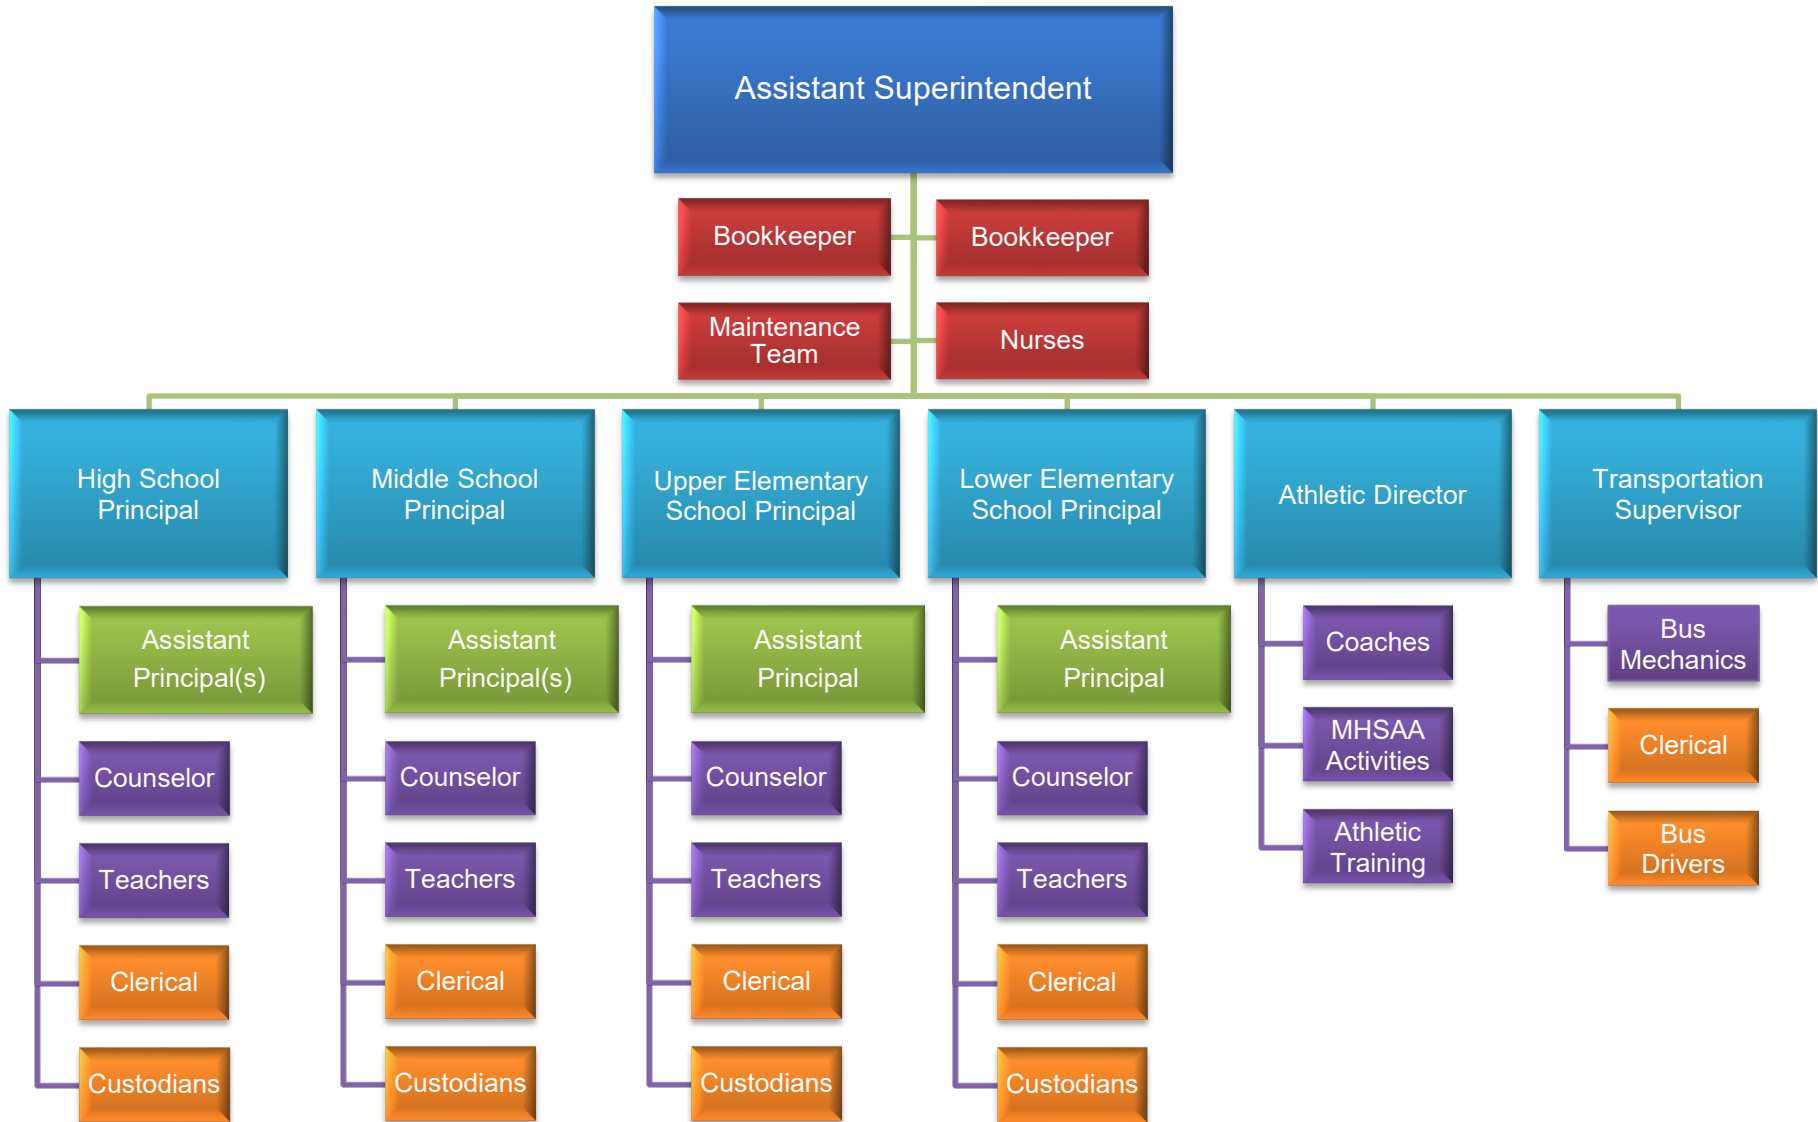 Assistant Superintendent
Bookkeeper
Bookkeeper
Maintenance
Team
Nurses
High School
Principal
Middle School
Principal
Upper Elementary
School Principal
Lower Elementary
School Principal
Athletic Director
Transportation
Supervisor
Assistant
Principal(s)
Counselor
Teachers
Clerical
Custodians
Assistant
Principal(s)
Counselor
Teachers
Clerical
Custodians
Assistant
Principal
Counselor
Teachers
Clerical
Custodians
Assistant
Principal
Counselor
Teachers
Clerical
Custodians
Coaches
MHSAA
Activities
Athletic
Training
Bus
Mechanics
Clerical
Bus
Drivers